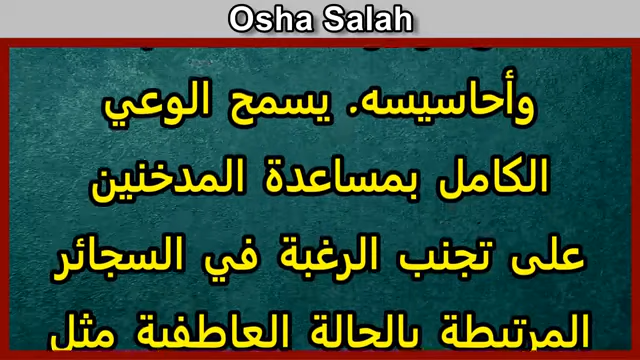 Osha Salah
وأحاسيسه. يسمح الوعي
الكامل بمساعدة المدخنين
على تجنب الرغبة في السجائر
المرتبطة بالحالة العاطفية مثل